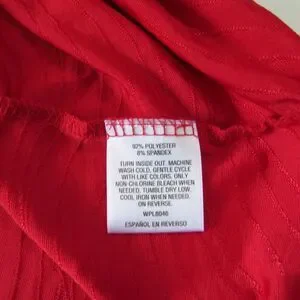 92% POLYESTER
8% SPANDEX
TURN INSIDE OUT. MACHINE
WASH COLD, GENTLE CYCLE
WITH LIKE COLORS. ONLY
NON-CHLORINE BLEACH WHEN
NEEDED. TUMBLE DRY LOW.
COOL IRON WHEN NEEDED.
ON REVERSE.
WPL8046
ESPAÑOL EN REVERSO